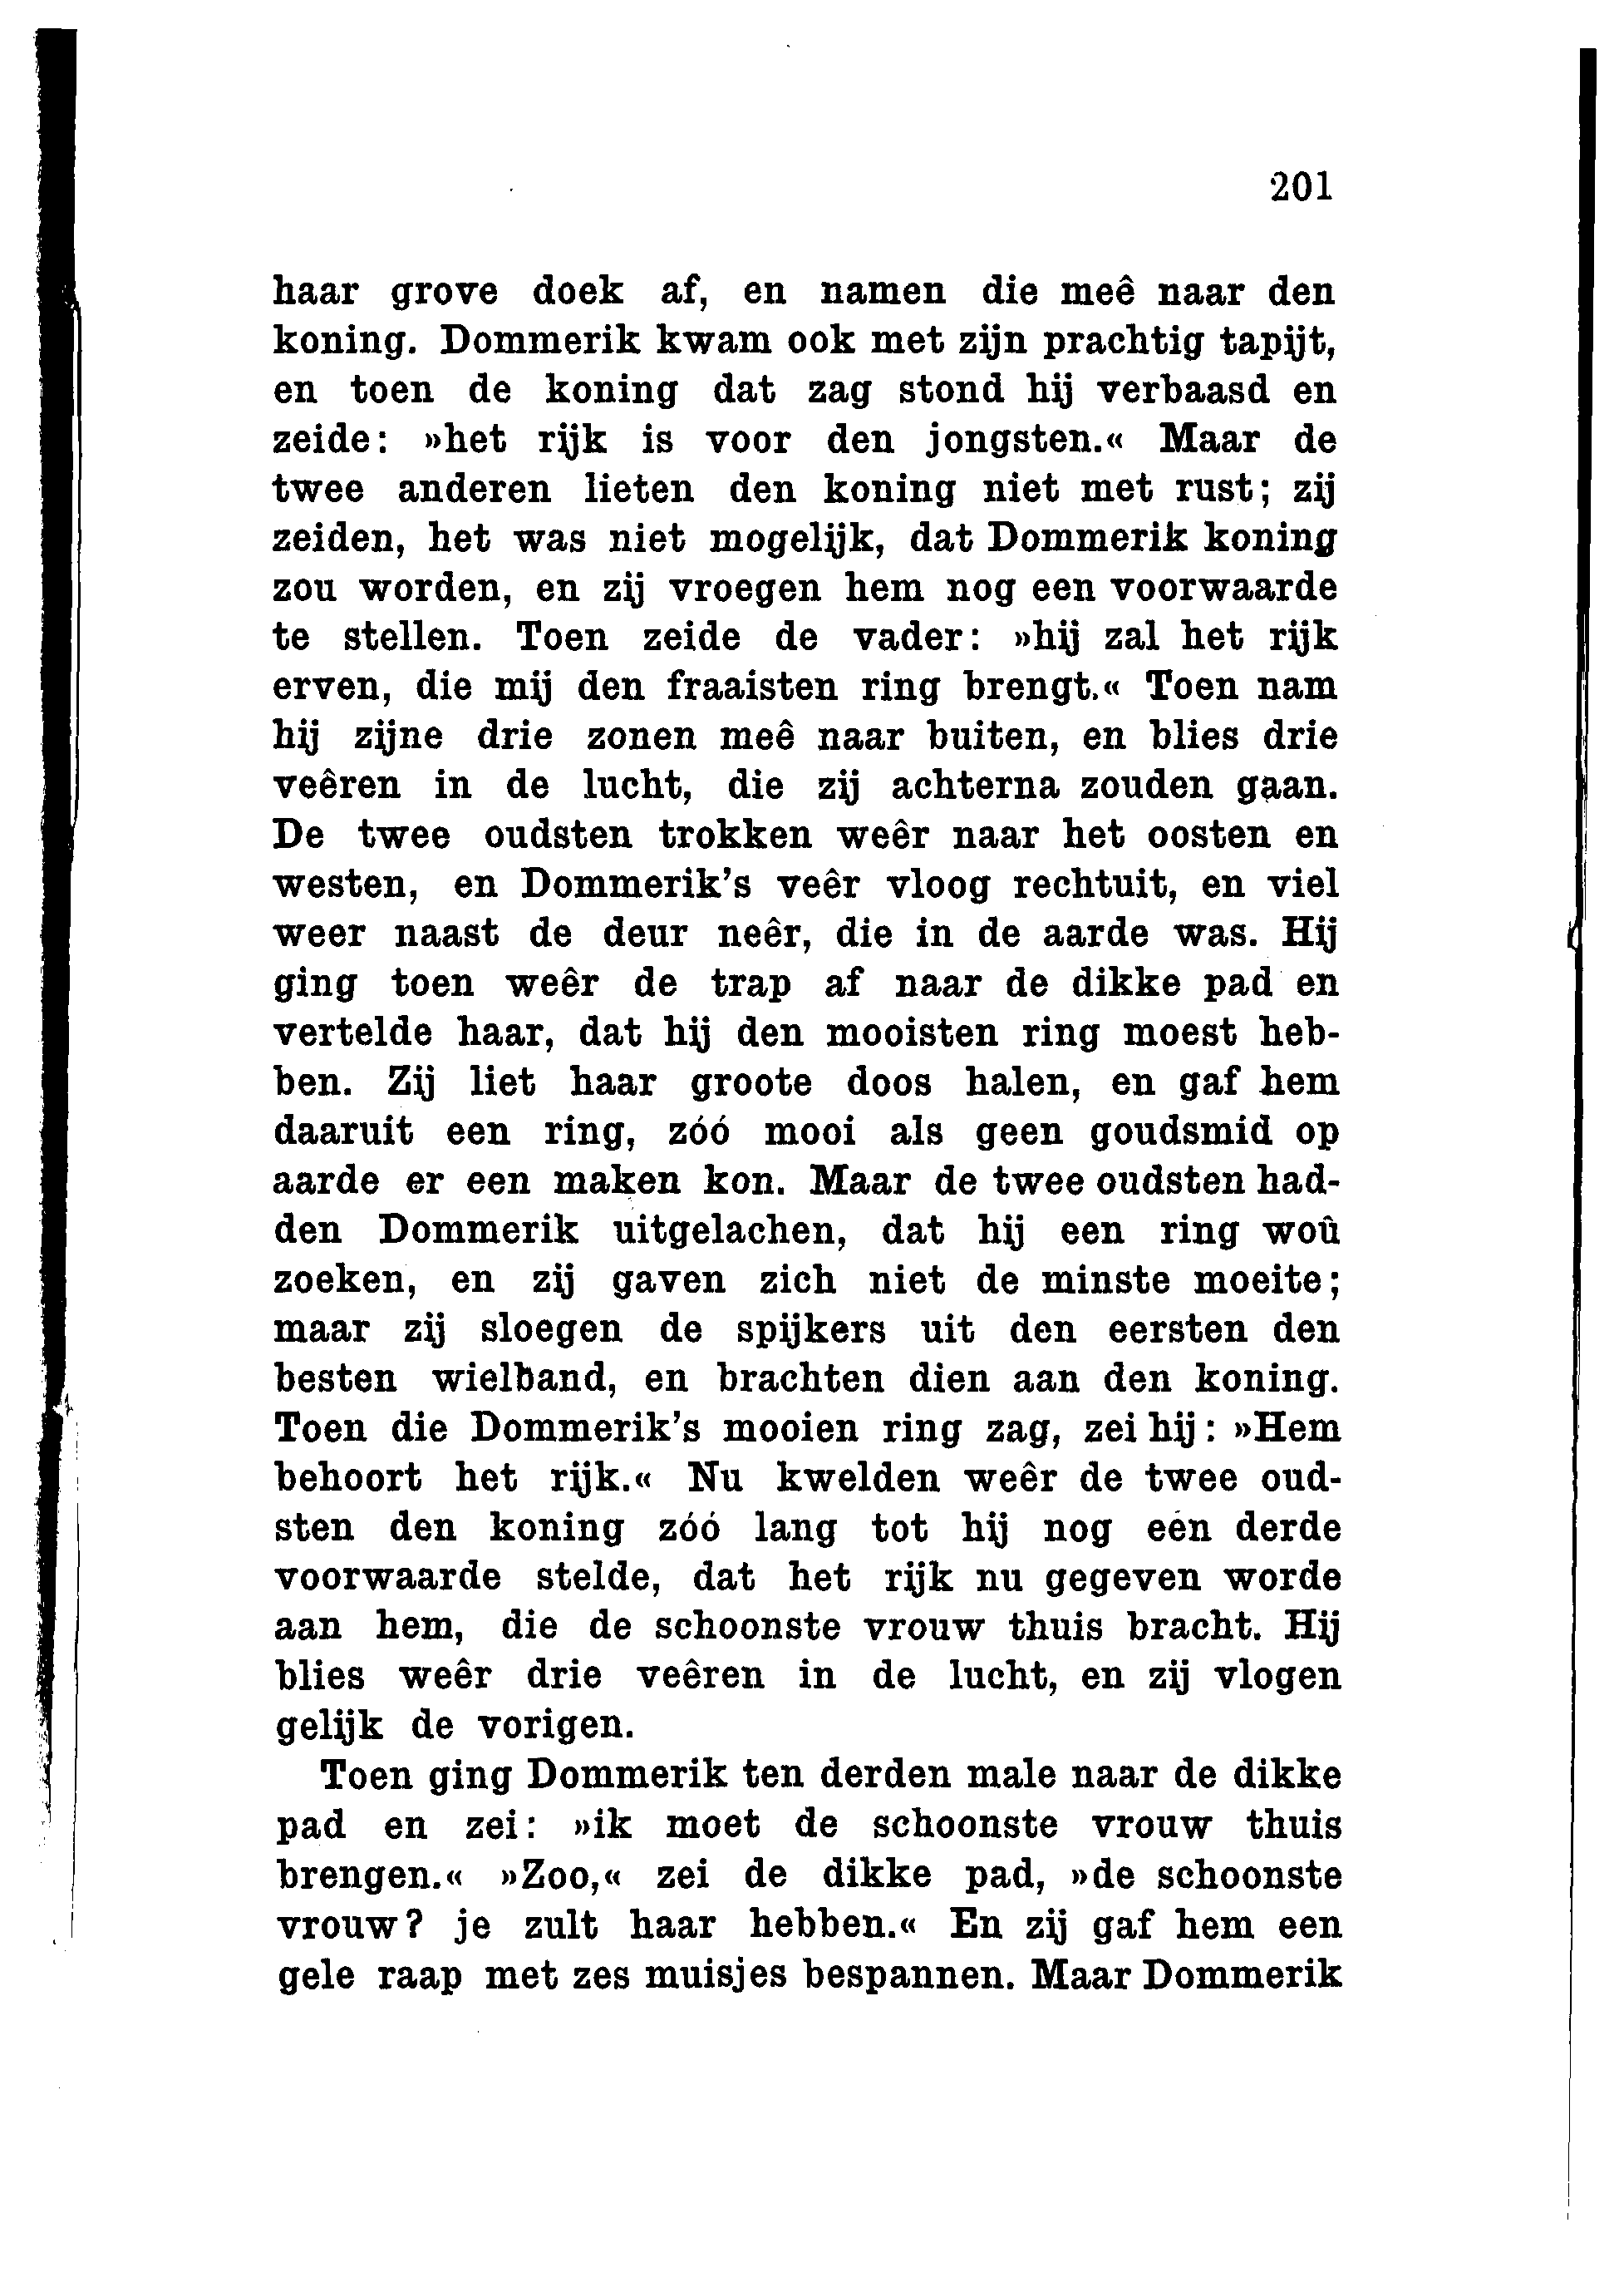 201
haar grove doek af, en namen die meê naar den
koning. Dommerik kwam ook met zijn prachtig tapijt,
en toen de koning dat zag stond hij verbaasd en
zeide: »het rijk is voor den jongsten.« Maar de
twee anderen lieten den koning niet met rust; zij
zeiden, het was niet mogelijk, dat Dommerik koning
zou worden, en zij vroegen hem nog een voorwaarde
te stellen. Toen zeide de vader: »hij zal het rijk
erven, die mij den fraaisten ring brengt.« Toen nam
hij zijne drie zonen meê naar buiten, en blies drie
veêren in de lucht, die zij achterna zouden gaan.
De twee oudsten trokken weêr naar het oosten en
westen, en Dommerik's veêr vloog rechtuit, en viel
weer naast de deur neêr, die in de aarde was. Hij
ging toen weêr de trap af naar de dikke pad en
vertelde haar, dat hij den mooisten ring moest heb-
ben. Zij liet haar groote doos halen, en gaf hem
daaruit een ring, zóó mooi als geen goudsmid op
aarde er een maken kon. Maar de twee oudsten had-
den Dommerik uitgelachen, dat hij een ring woû
zoeken, en zij gaven zich niet de minste moeite;
maar zij sloegen de spijkers uit den eersten den
besten wielband, en brachten dien aan den koning.
Toen die Dommerik's mooien ring zag, zei hij: »Hem
behoort het rijk.« Nu kwelden weêr de twee oud-
sten den koning zóó lang tot hij nog eén derde
voorwaarde stelde, dat het rijk nu gegeven worde
aan hem, die de schoonste vrouw thuis bracht. Hij
blies weêr drie veêren in de lucht, en zij vlogen
gelijk de vorigen.
Toen ging Dommerik ten derden male naar de dikke
pad en zei: »ik moet de schoonste vrouw thuis
brengen.« »Zoo,« zei de dikke pad, »de schoonste
vrouw? je zult haar hebben.« En zij gaf hem een
gele raap met zes muisjes bespannen. Maar Dommerik